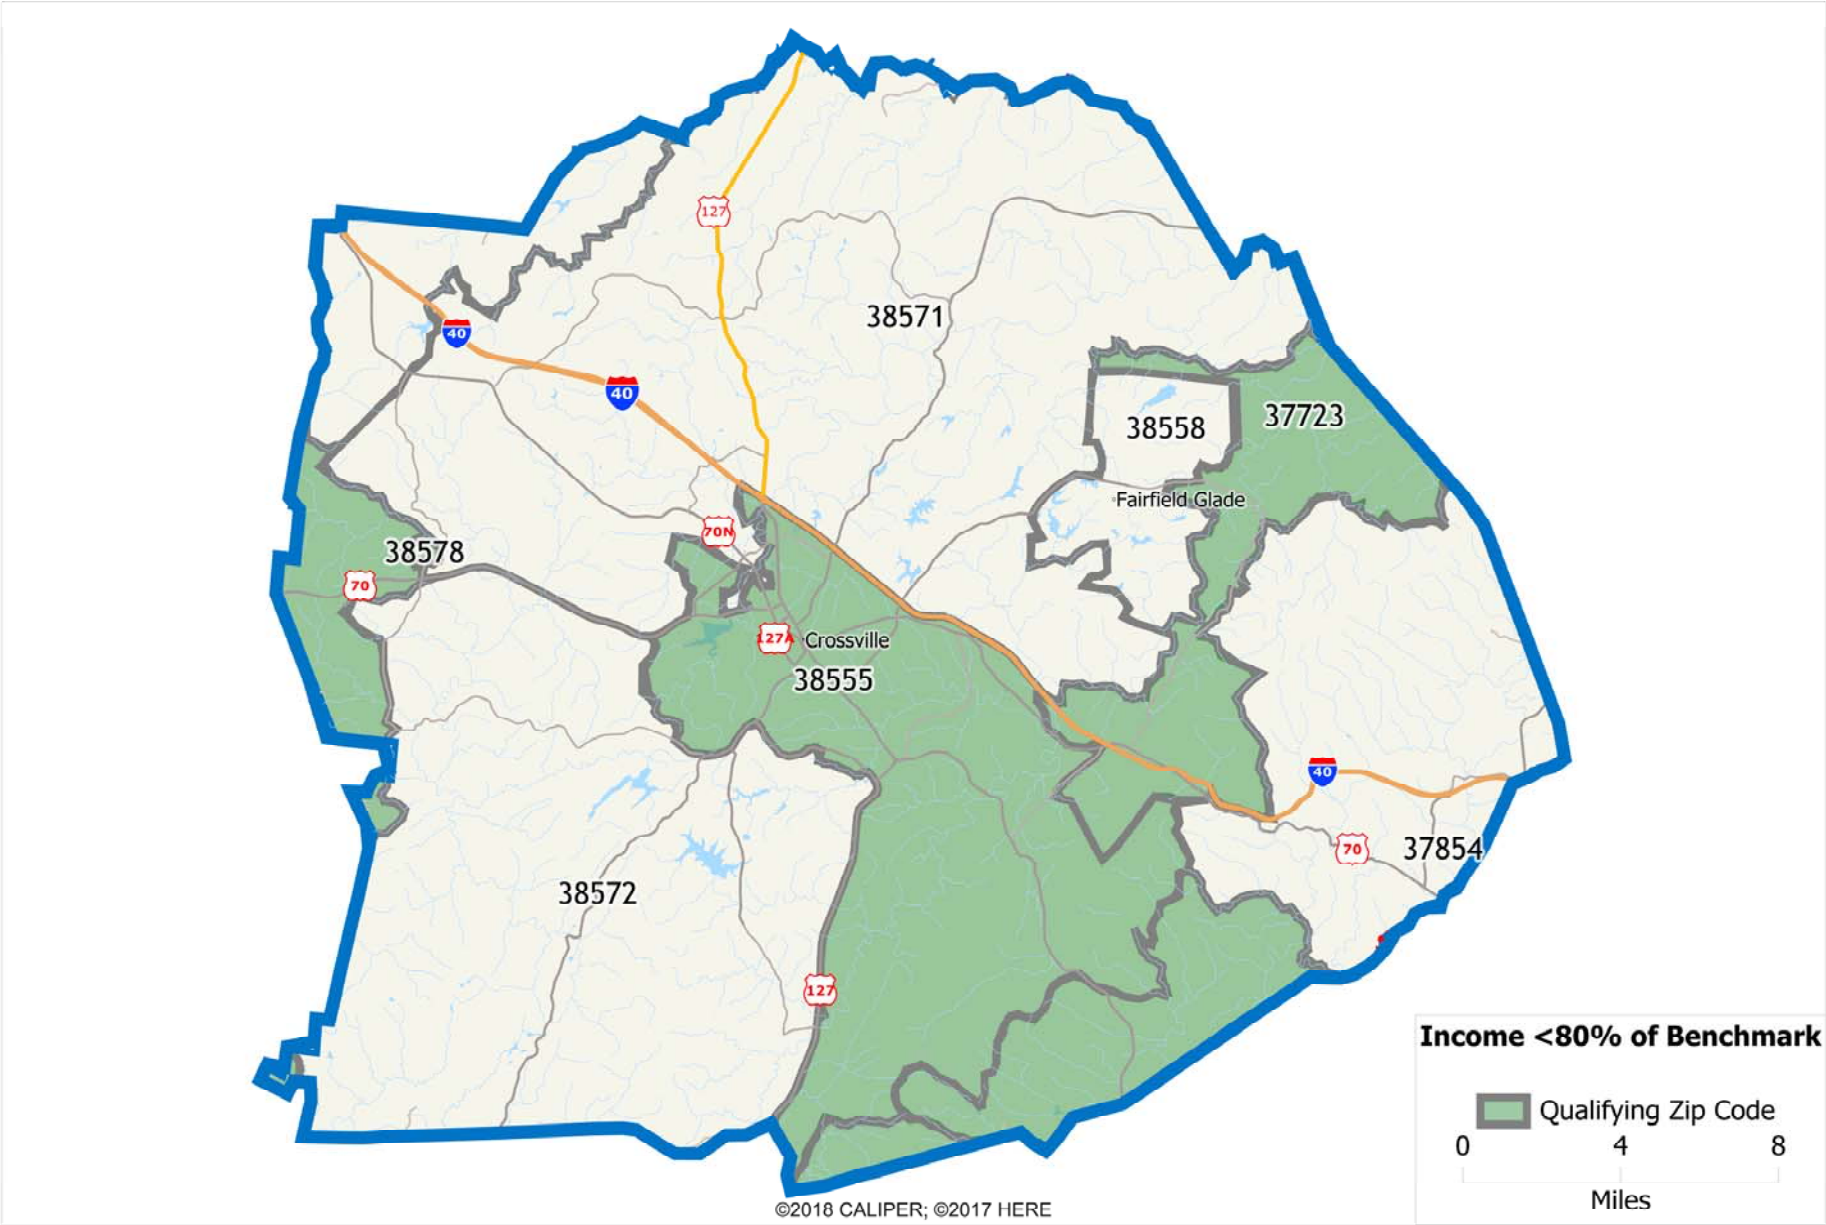 127
38571
40
40
38558
37723
Fairfield Glade
70N
38578
70
127A
Crossville
38555
40
70
37854
38572
127
Income <80% of Benchmark
Qualifying Zip Code
0 4 8
Miles
©2018 CALIPER; ©2017 HERE